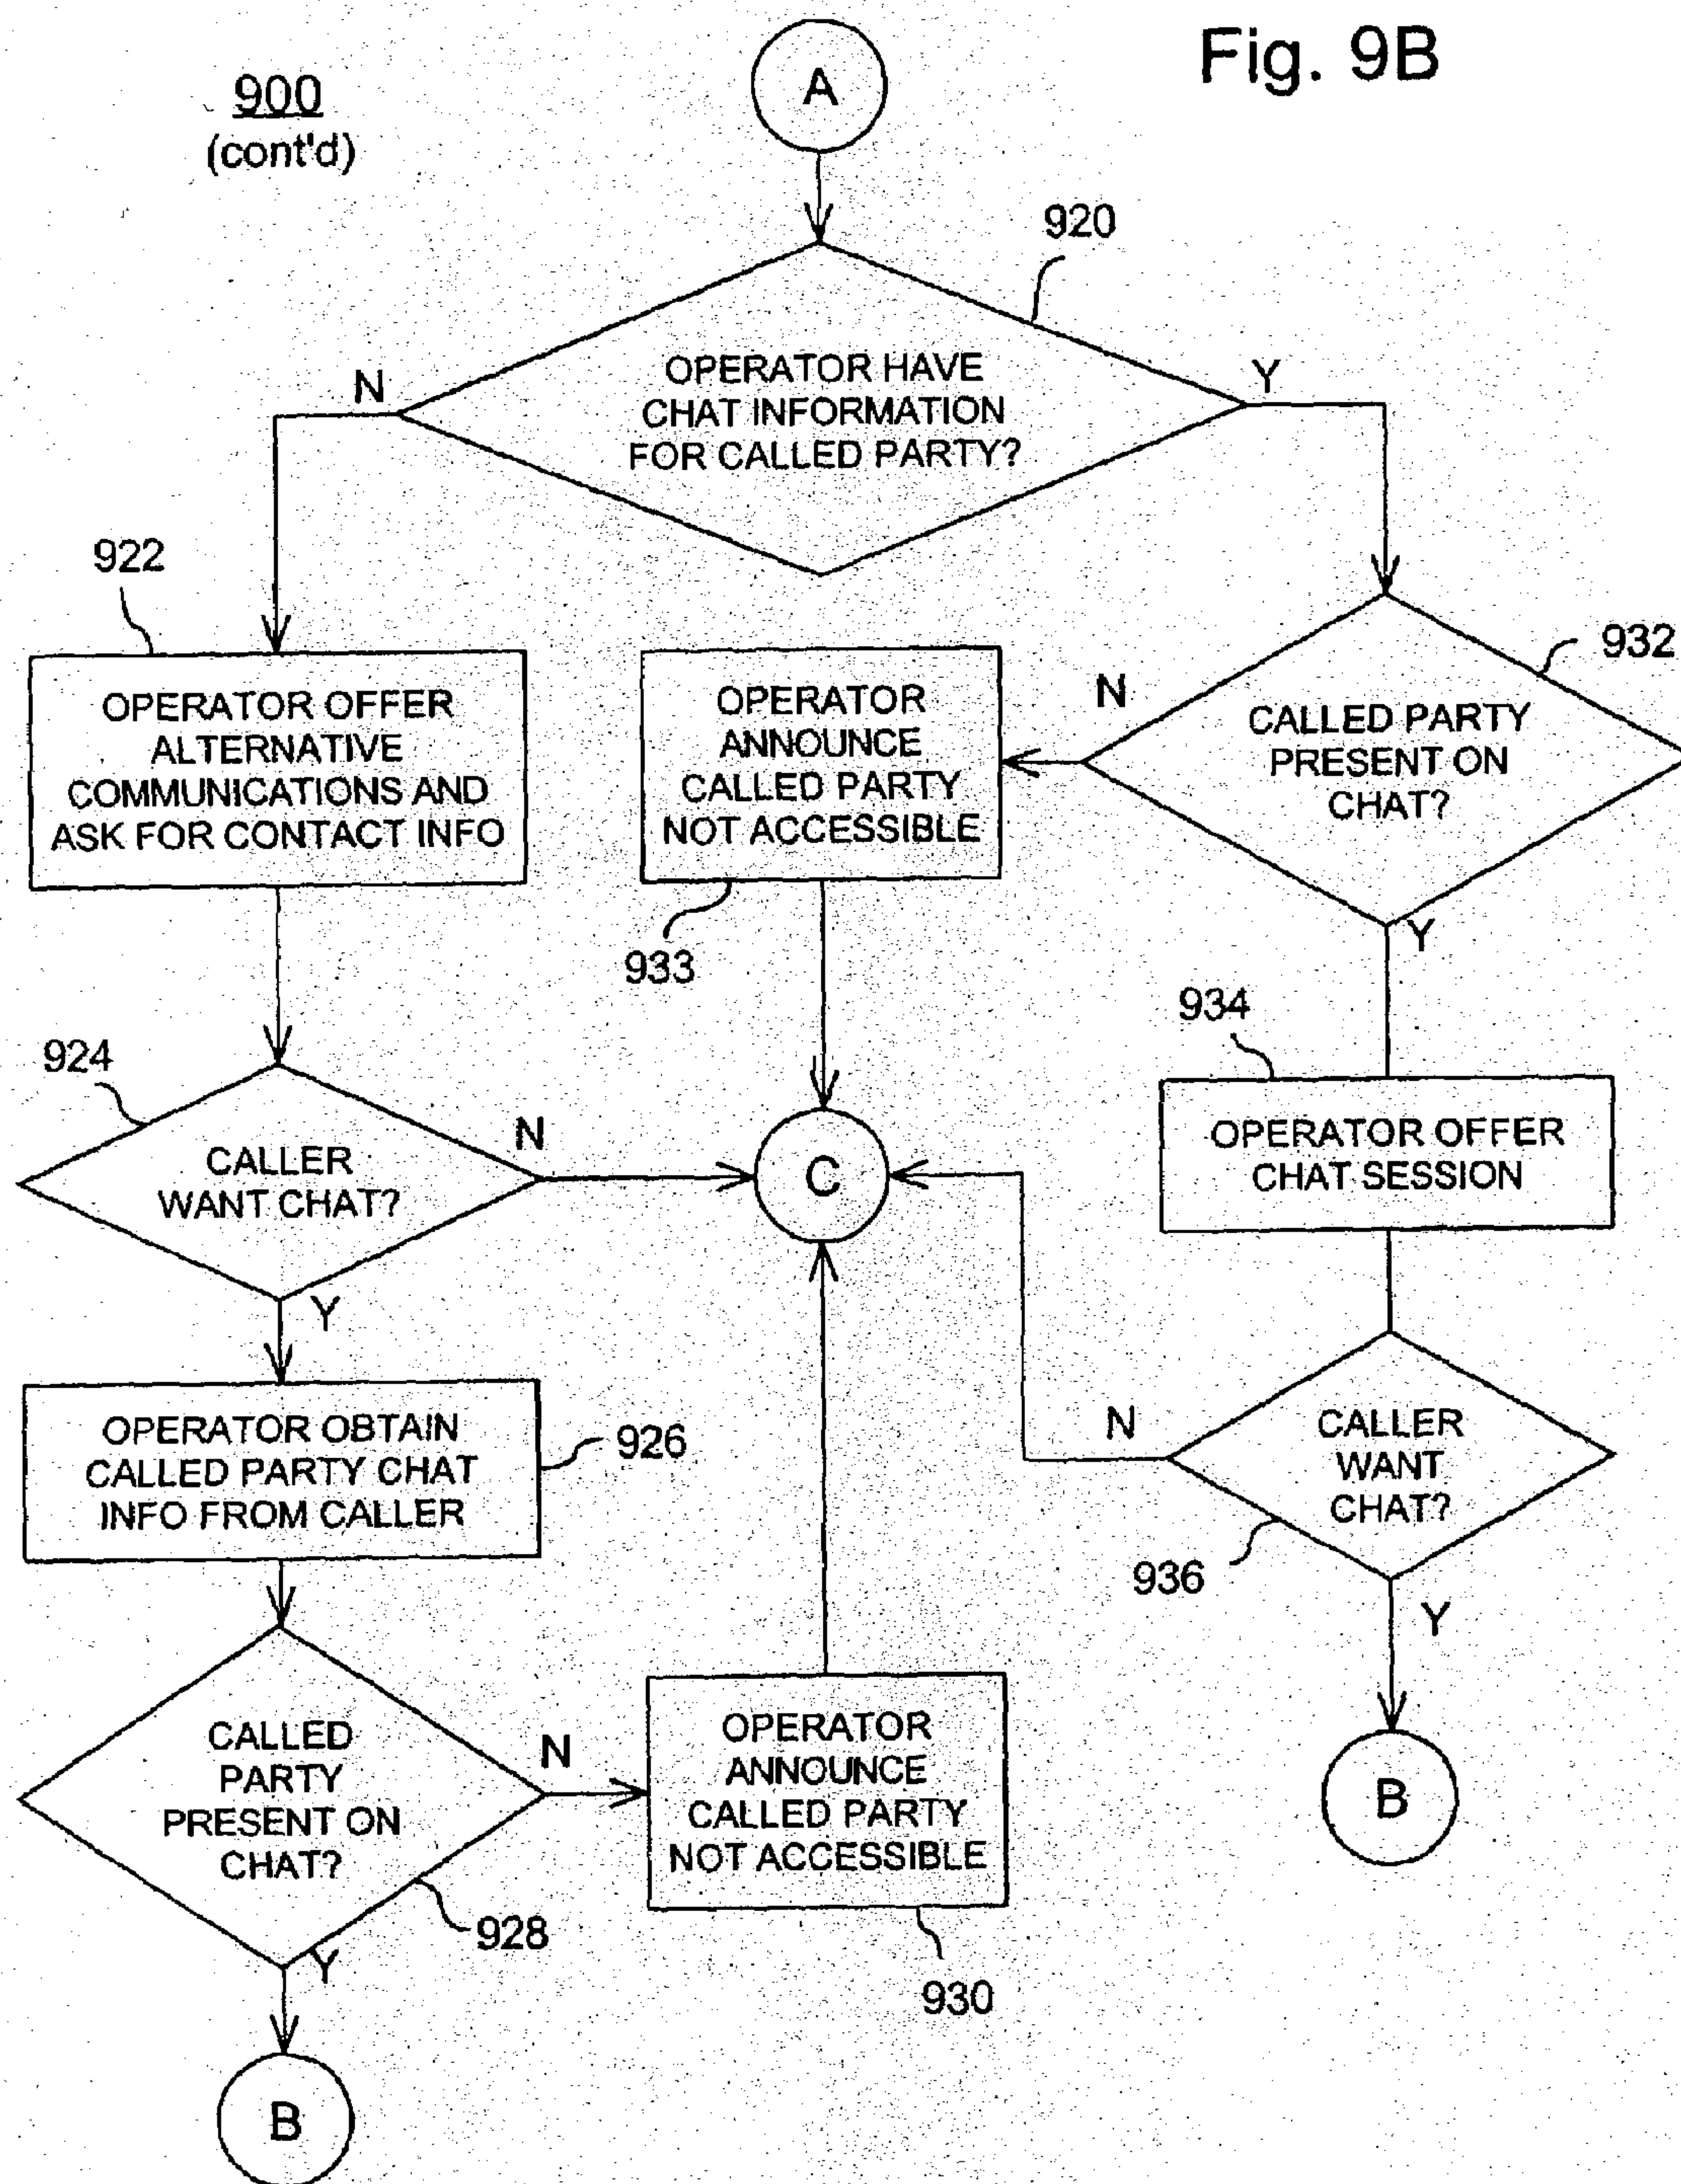 Fig. 9B
900
(cont'd)
A
920
OPERATOR HAVE
CHAT INFORMATION
FOR CALLED PARTY?
N
Y
922
OPERATOR OFFER
ALTERNATIVE
COMMUNICATIONS AND
ASK FOR CONTACT INFO
OPERATOR
ANNOUNCE
CALLED PARTY
NOT ACCESSIBLE
933
N
932
CALLED PARTY
PRESENT ON
CHAT?
Y
934
OPERATOR OFFER
CHAT SESSION
924
CALLER
WANT CHAT?
N
C
Y
N
CALLER
WANT
CHAT?
936
Y
B
OPERATOR OBTAIN
CALLED PARTY CHAT
INFO FROM CALLER
926
CALLED
PARTY
PRESENT ON
CHAT?
N
928
Y
OPERATOR
ANNOUNCE
CALLED PARTY
NOT ACCESSIBLE
930
B